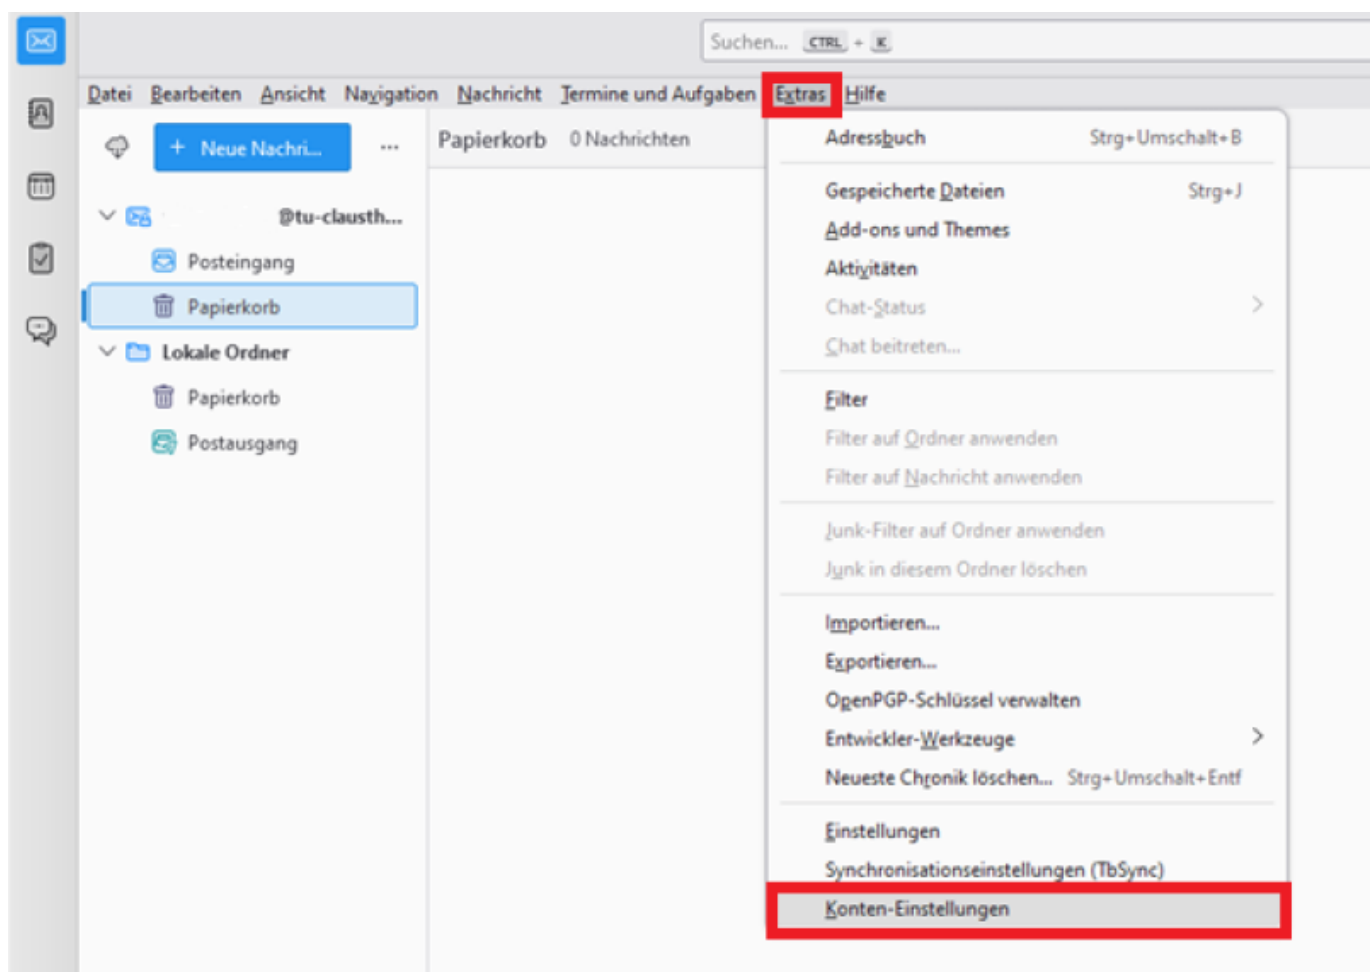 Suchen... CTRL + K
Datei Bearbeiten Ansicht Navigation Nachricht Termine und Aufgaben Extras Hilfe
+ Neue Nachri... ...
Papierkorb 0 Nachrichten
@tu-clausth...
Posteingang
Papierkorb
Lokale Ordner
Papierkorb
Postausgang
Adressbuch Strg+Umschalt+B
Gespeicherte Dateien Strg+J
Add-ons und Themes
Aktivitäten
Chat-Status
Chat beitreten...
Filter
Filter auf Ordner anwenden
Filter auf Nachricht anwenden
Junk-Filter auf Ordner anwenden
Junk in diesem Ordner löschen
Importieren...
Exportieren...
OpenPGP-Schlüssel verwalten
Entwickler-Werkzeuge
Neueste Chronik löschen... Strg+Umschalt+Entf
Einstellungen
Synchronisationseinstellungen (TbSync)
Konten-Einstellungen